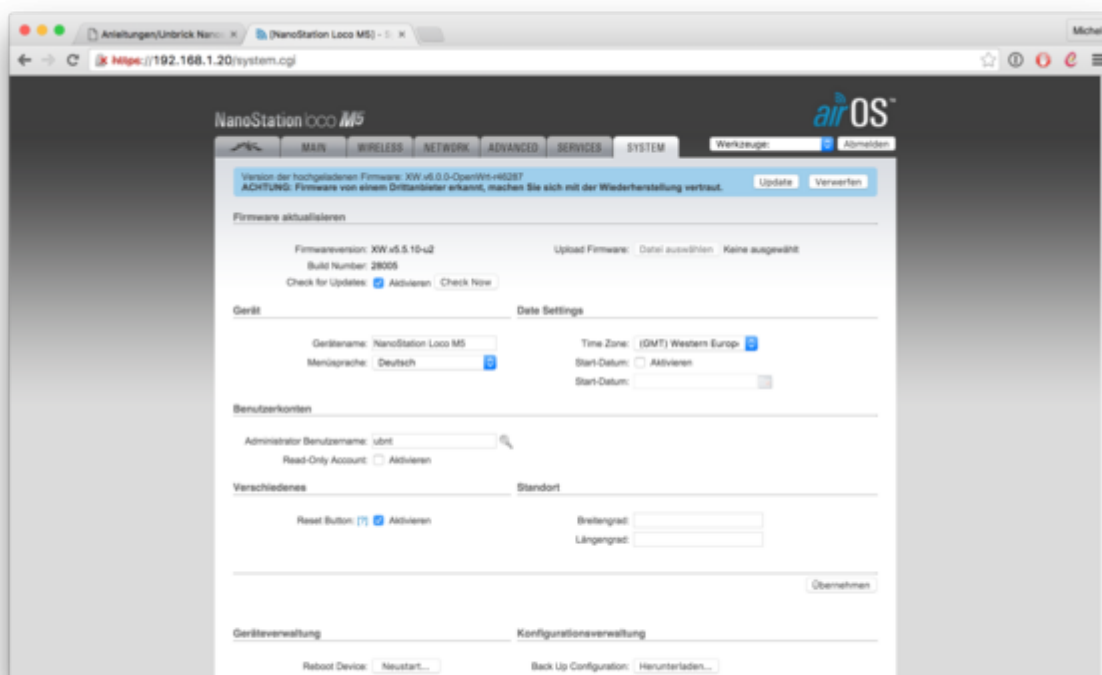 Anleitungen/Unbrick Nano
[NanoStation Loco M5] - S
Michel
https://192.168.1.20/system.cgi
NanoStation loco M5
airOS™
MAIN WIRELESS NETWORK ADVANCED SERVICES SYSTEM Werkzeuge: Abmelden
Version der hochgeladenen Firmware: XW.v6.0.0-OpenWrt-r46287
ACHTUNG: Firmware von einem Drittanbieter erkannt, machen Sie sich mit der Wiederherstellung vertraut.
Update Verwerfen
Firmware aktualisieren
Firmwareversion: XW.v5.5.10-u2 Upload Firmware: Datei auswählen Keine ausgewählt
Build Number: 28005
Check for Updates: Aktivieren Check Now
Gerät Date Settings
Gerätename: NanoStation Loco M5 Time Zone: (GMT) Western Europ
Menüsprache: Deutsch Start-Datum: Aktivieren
Start-Datum:
Benutzerkonten
Administrator Benutzername: ubnt
Read-Only Account: Aktivieren
Verschiedenes Standort
Reset Button: [?] Aktivieren Breitengrad:
Längengrad:
Übernehmen
Geräteverwaltung Konfigurationsverwaltung
Reboot Device: Neustart... Back Up Configuration: Herunterladen...